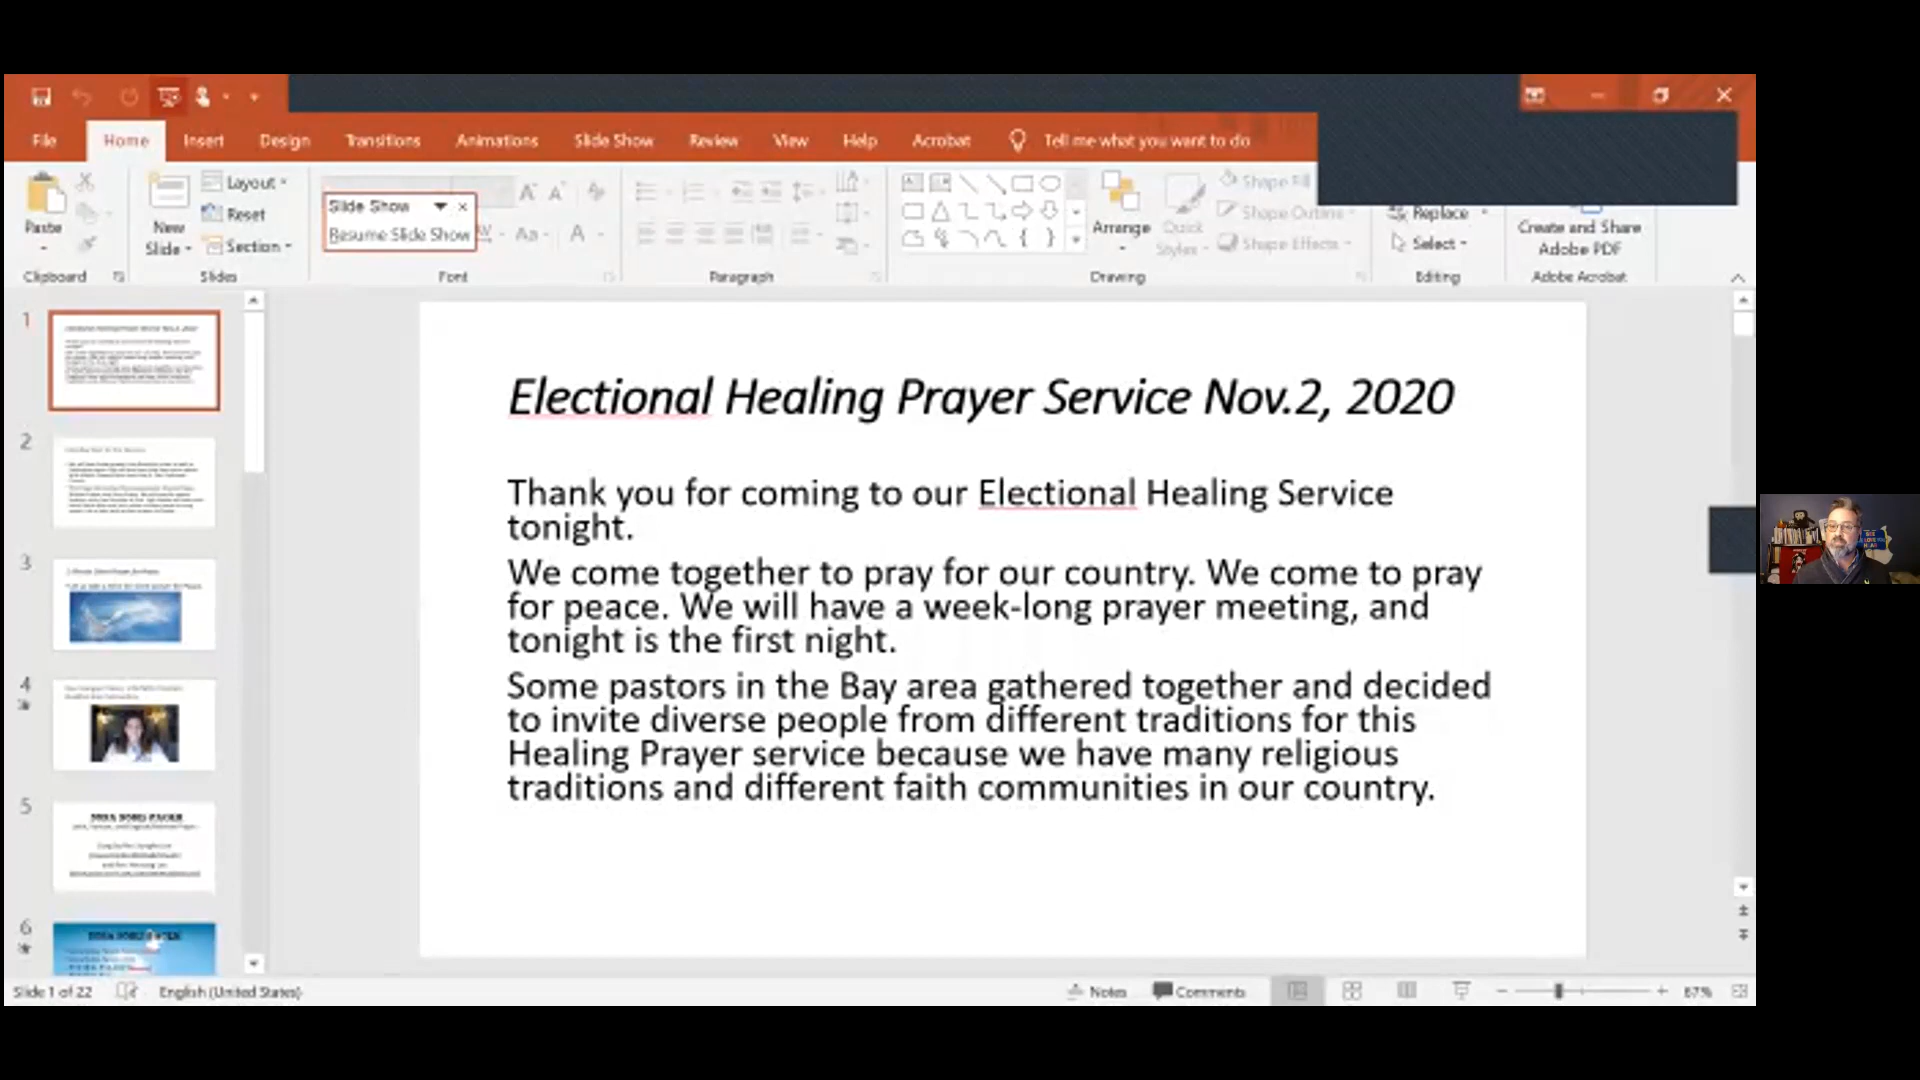 File Home Insert Design Transitions Animations Slide Show Review View Help Acrobat Tell me what you want to do
Paste
New
Slide
Layout
Reset
Section
Slide Show
Resume Slide Show
Arrange
Quick
Styles
Shape Fill
Shape Outline
Shape Effects
Replace
Select
Create and Share
Adobe PDF
Clipboard Slides Font Paragraph Drawing Editing Adobe Acrobat
1
2
3
4
5
6
Electional Healing Prayer Service Nov.2, 2020
Thank you for coming to our Electional Healing Service
tonight.
We come together to pray for our country. We come to pray
for peace. We will have a week-long prayer meeting, and
tonight is the first night.
Some pastors in the Bay area gathered together and decided
to invite diverse people from different traditions for this
Healing Prayer service because we have many religious
traditions and different faith communities in our country.
Slide 1 of 22 English (United States) Notes Comments 67%